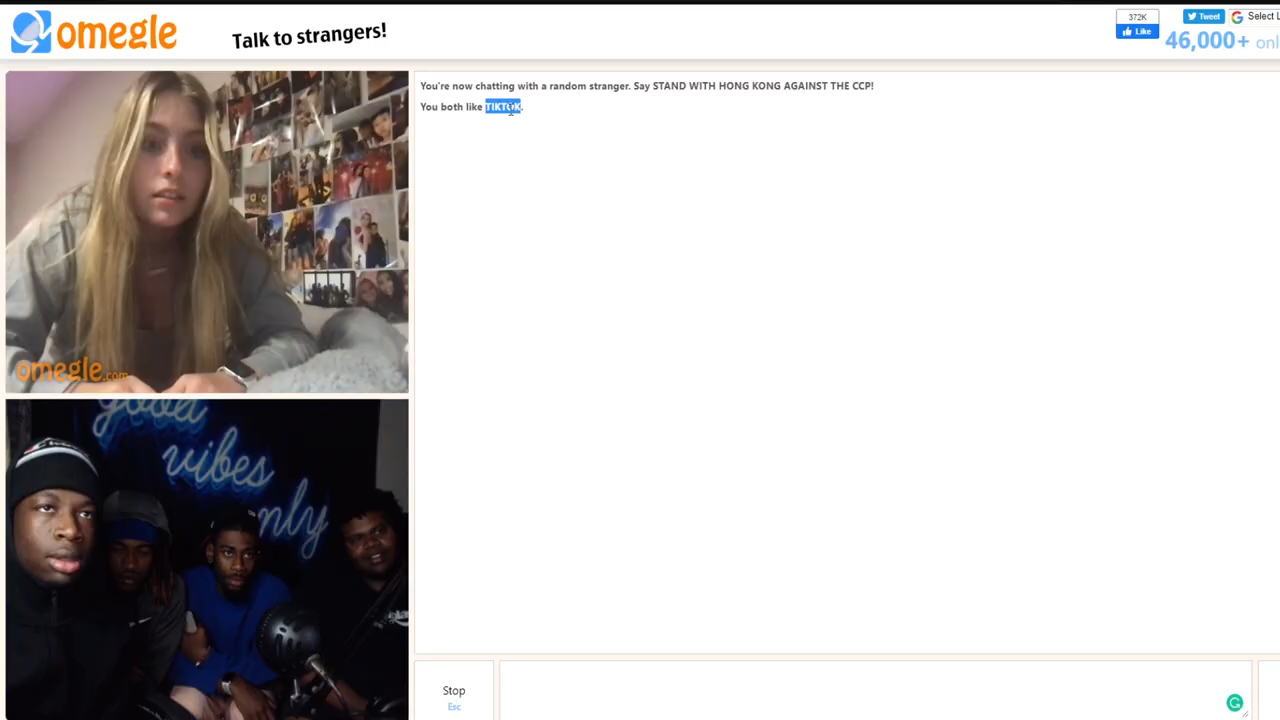 omegle
Talk to strangers!
372K
Like
Tweet
Select L
46,000+ onl
You're now chatting with a random stranger. Say STAND WITH HONG KONG AGAINST THE CCP!
You both like TIKTOK.
omegle.com
good
vibes
only
Stop
Esc